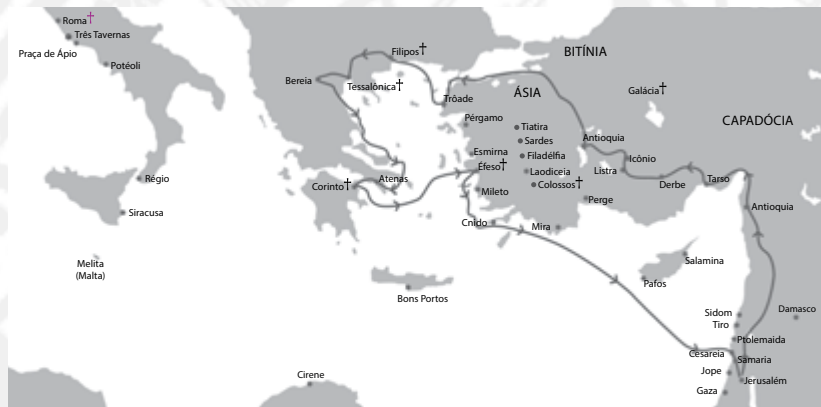 Roma†
Três Tavernas
Praça de Ápio
Potéoli
Régio
Siracusa
Melita
(Malta)
Cirene
Bons Portos
Bereia
Filipos†
Tessalônica†
Corinto†
Atenas
BITÍNIA
ÁSIA
Galácia†
CAPADÓCIA
Trôade
Pérgamo
Tiatira
Sardes
Esmirna
Filadélfia
Éfeso†
Laodiceia
Colossos†
Mileto
Cnido
Mira
Perge
Antioquia
Icônio
Listra
Derbe
Tarso
Antioquia
Salamina
Pafos
Sidom
Tiro
Damasco
Ptolemaida
Cesareia
Samaria
Jope
Jerusalém
Gaza